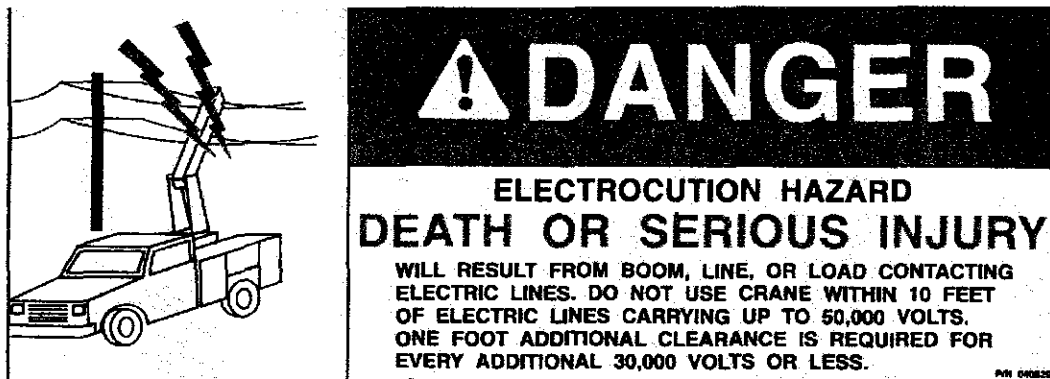 DANGER
ELECTROCUTION HAZARD
DEATH OR SERIOUS INJURY
WILL RESULT FROM BOOM, LINE, OR LOAD CONTACTING
ELECTRIC LINES. DO NOT USE CRANE WITHIN 10 FEET
OF ELECTRIC LINES CARRYING UP TO 50,000 VOLTS.
ONE FOOT ADDITIONAL CLEARANCE IS REQUIRED FOR
EVERY ADDITIONAL 30,000 VOLTS OR LESS.
P/N